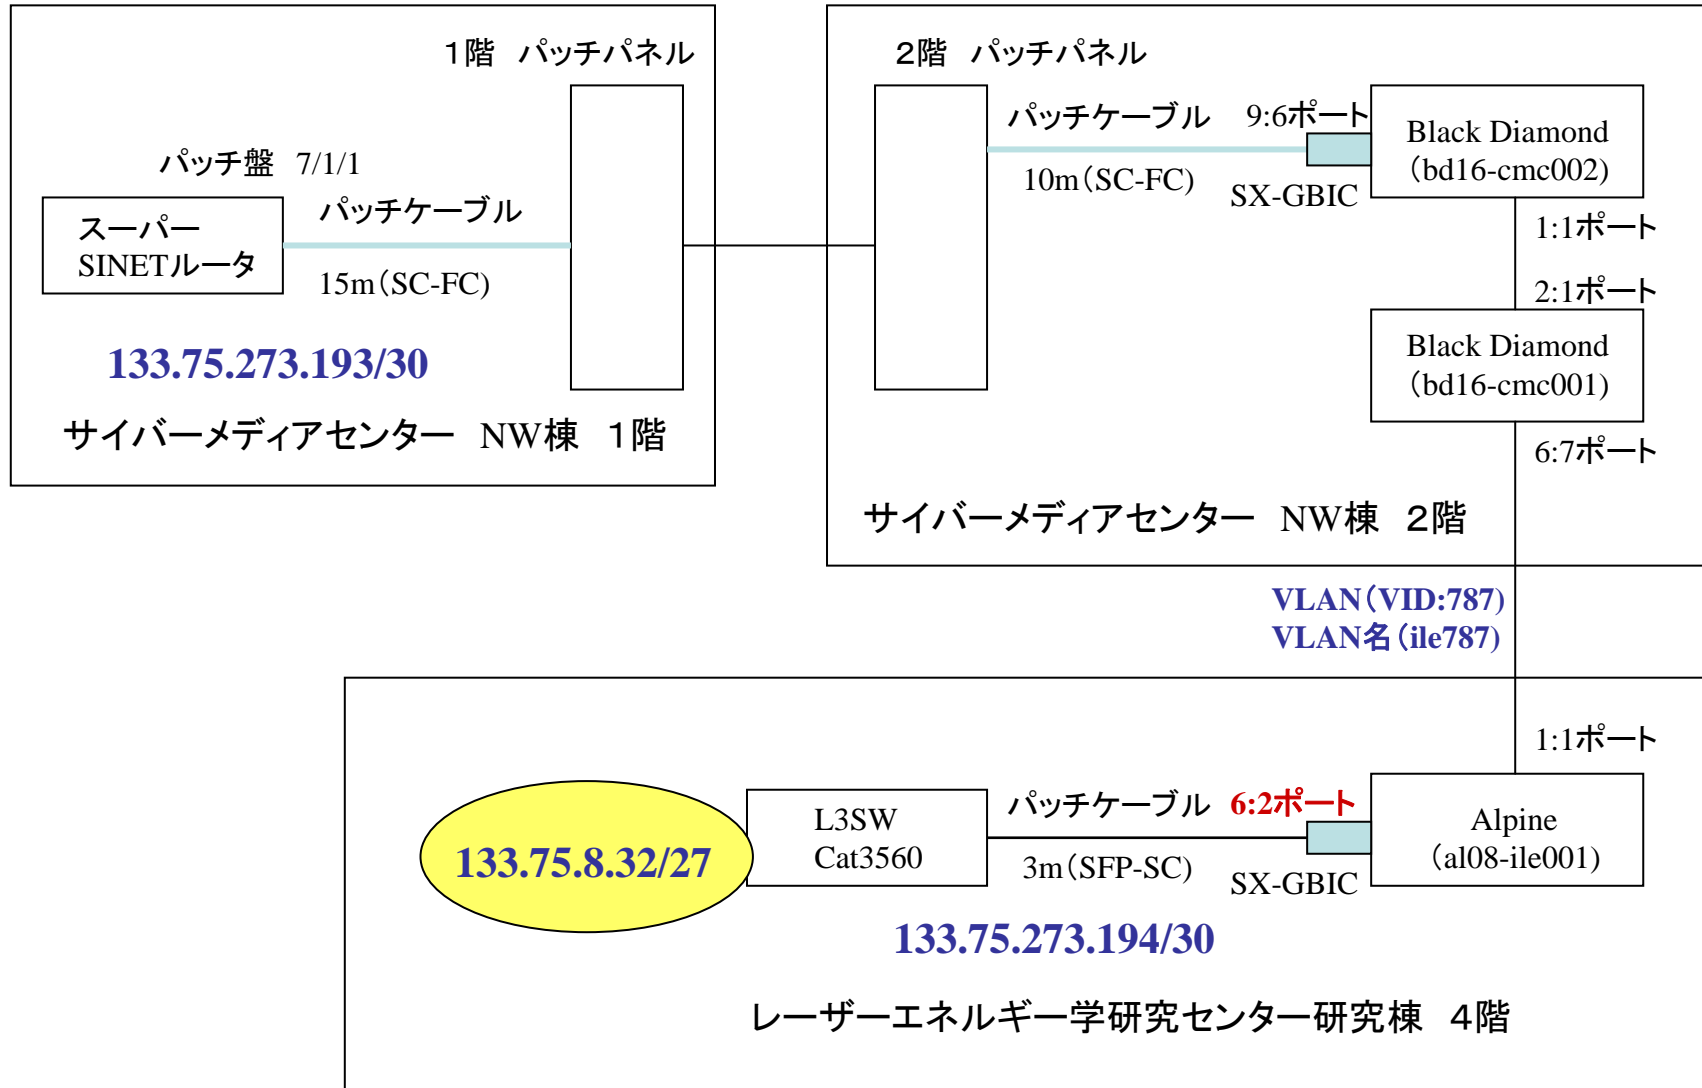 1階　パッチパネル
パッチ盤　7/1/1
スーパー
SINETルータ
パッチケーブル
15m（SC-FC)
133.75.273.193/30
サイバーメディアセンター　NW棟　１階
２階　パッチパネル
パッチケーブル
10m（SC-FC)
9:6ポート
SX-GBIC
Black Diamond
（bd16-cmc002)
1:1ポート
2:1ポート
Black Diamond
（bd16-cmc001)
6:7ポート
サイバーメディアセンター　NW棟　２階
VLAN（VID:787)
VLAN名（ile787)
1:1ポート
133.75.8.32/27
L3SW
Cat3560
パッチケーブル
3m（SFP-SC)
6:2ポート
SX-GBIC
Alpine
（al08-ile001)
133.75.273.194/30
レーザーエネルギー学研究センター研究棟　４階